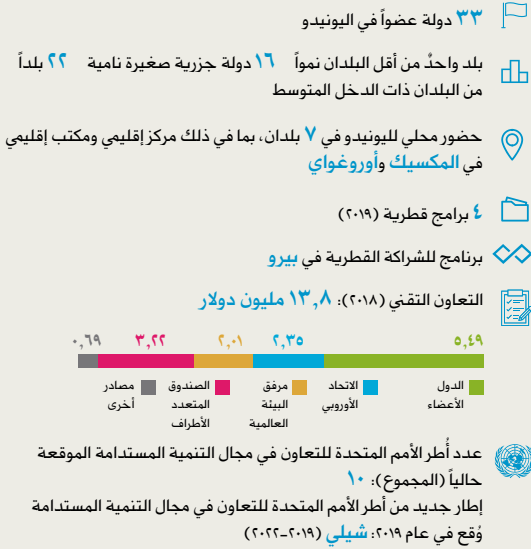 ٣٣ دولة عضواً في اليونيدو
بلد واحدٌ من أقل البلدان نمواً ١٦ دولة جزرية صغيرة نامية ٢٢ بلداً
من البلدان ذات الدخل المتوسط
حضور محلي لليونيدو في ٧ بلدان، بما في ذلك مركز إقليمي ومكتب إقليمي
في المكسيك وأوروغواي
٤ برامج قطرية (٢٠١٩)
برنامج للشراكة القطرية في بيرو
التعاون التقني (٢٠١٨): ١٣,٨ مليون دولار
٥,٤٩ ٢,٣٥ ٢,٠١ ٣,٢٢ ٠,٦٩
الدول الاتحاد مرفق الصندوق مصادر
الأعضاء الأوروبي البيئة المتعدد أخرى
العالمية الأطراف
عدد أُطر الأمم المتحدة للتعاون في مجال التنمية المستدامة الموقعة
حالياً (المجموع): ١٠
إطار جديد من أطر الأمم المتحدة للتعاون في مجال التنمية المستدامة
وُقع في عام ٢٠١٩: شيلي (٢٠١٩-٢٠٢٢)